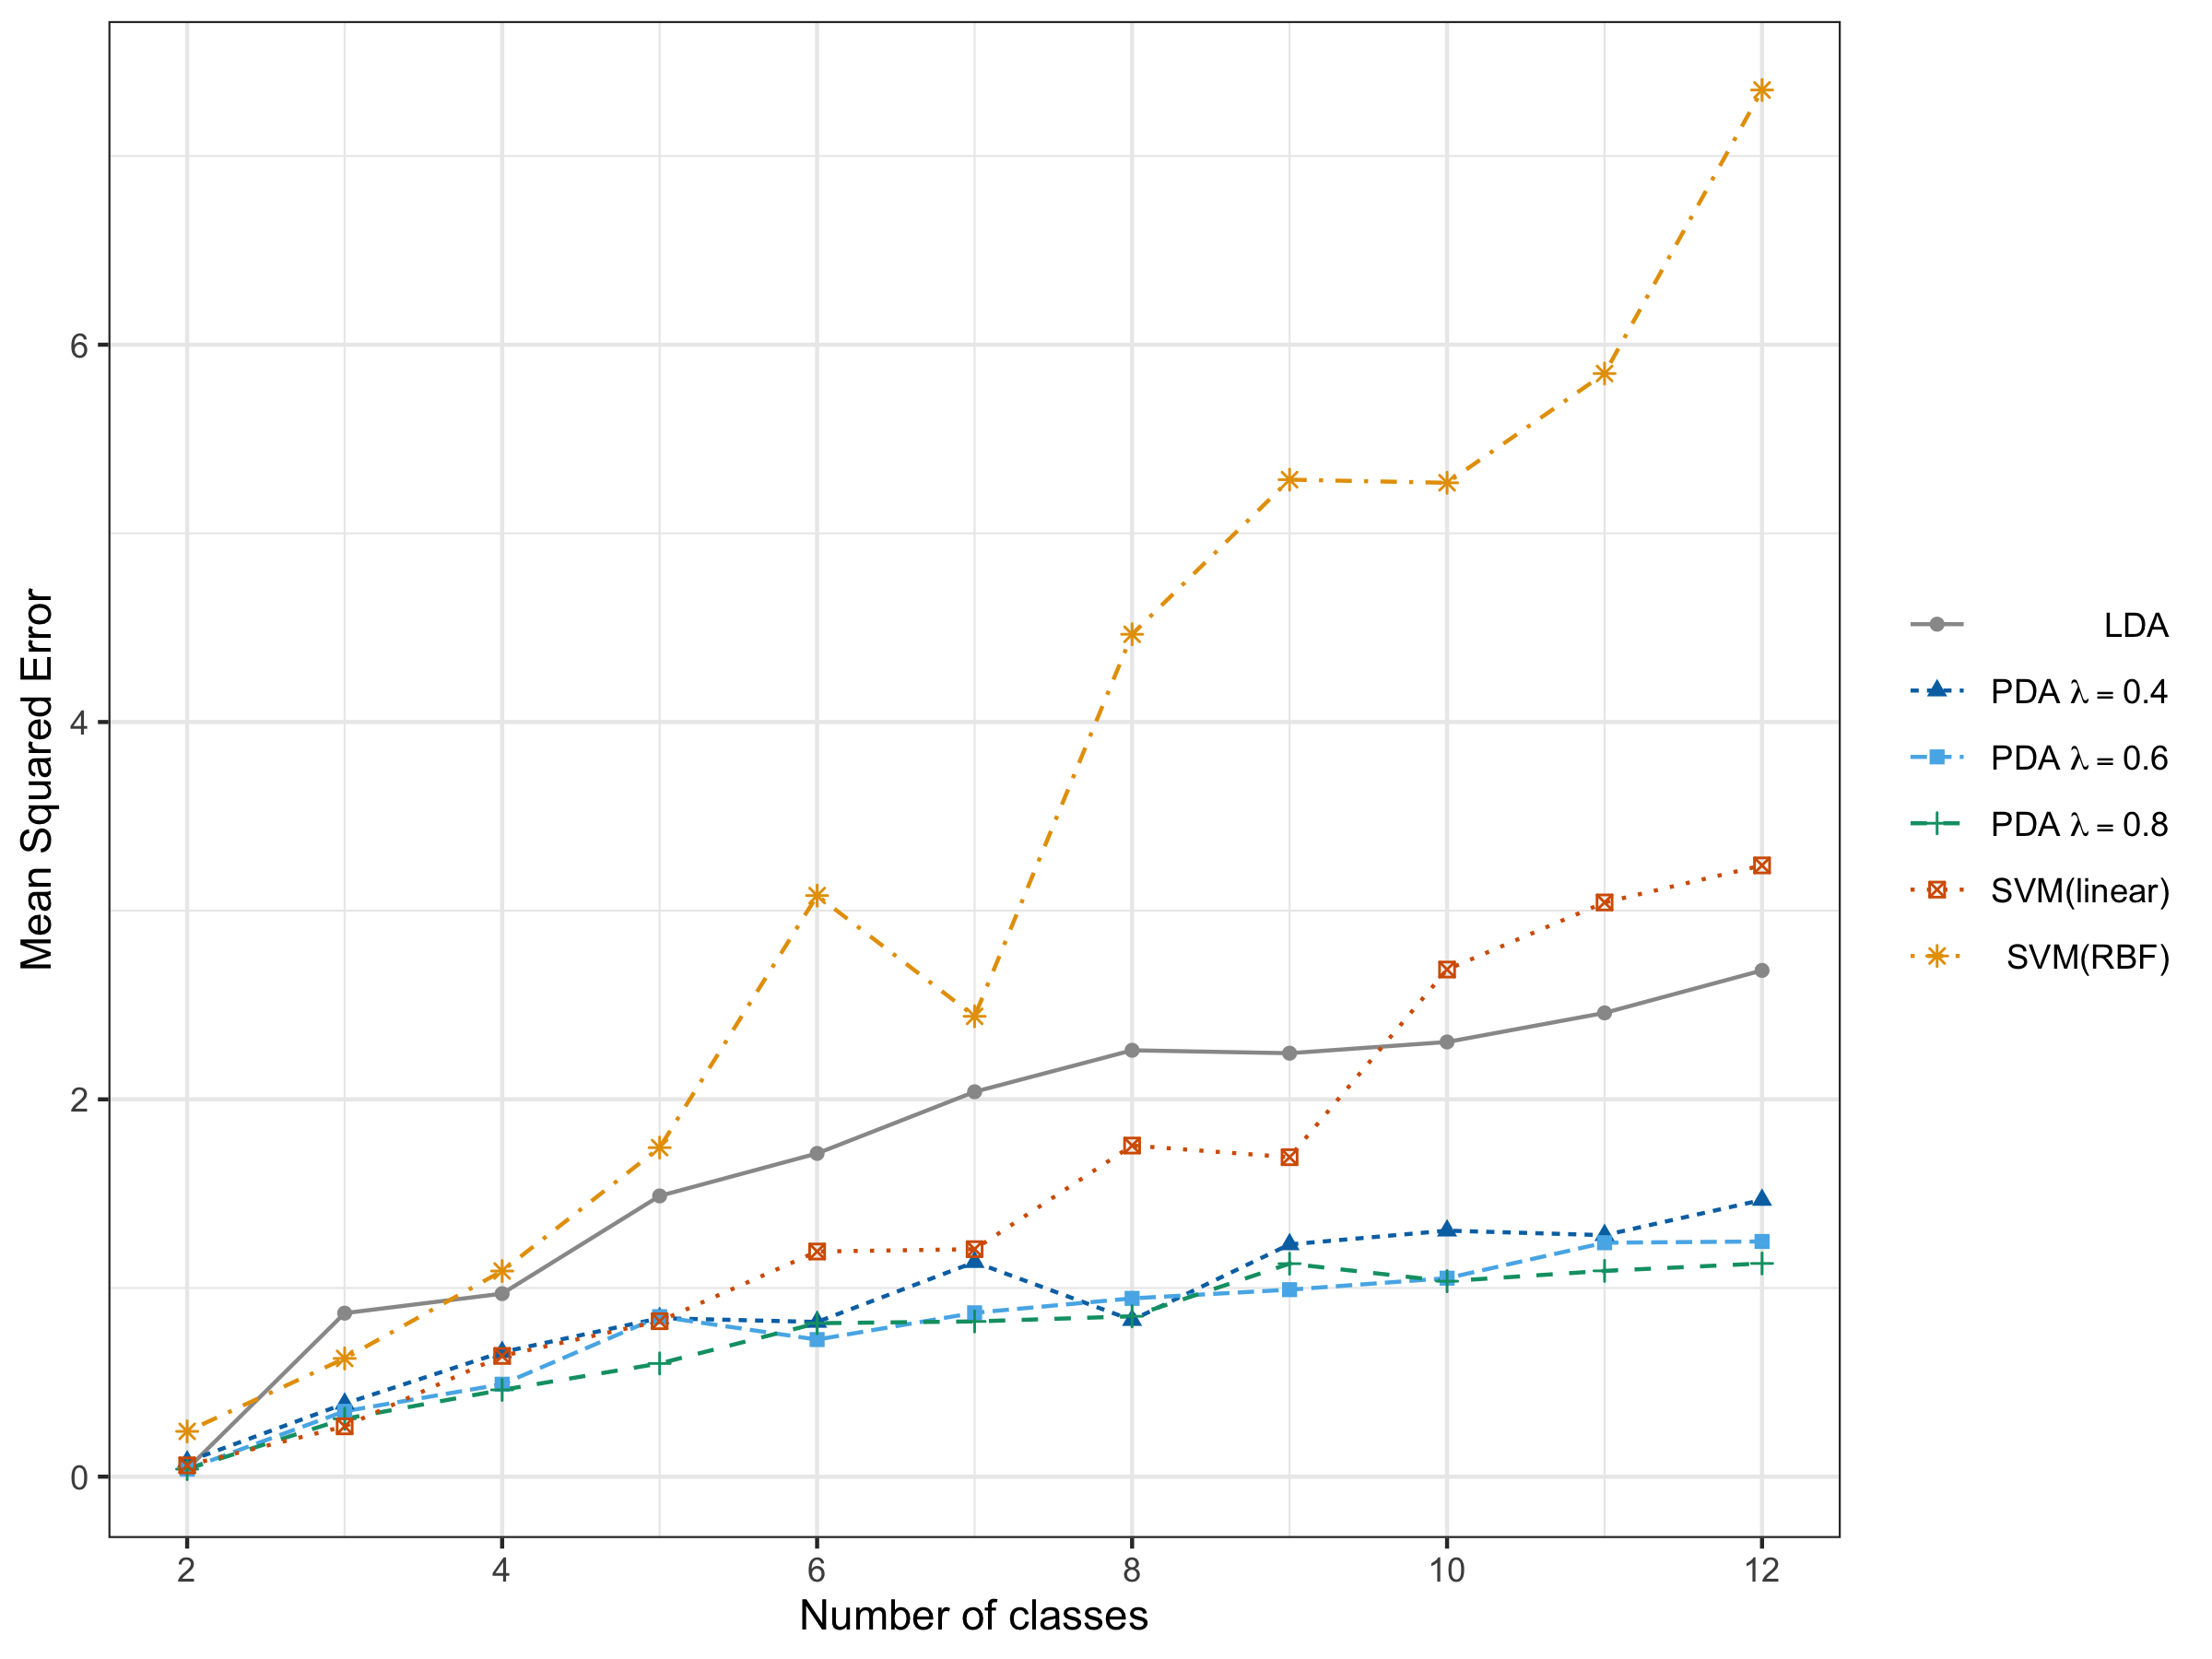 Mean Squared Error
6
4
2
0
2 4 6 8 10 12
Number of classes
LDA
PDA λ = 0.4
PDA λ = 0.6
PDA λ = 0.8
SVM(linear)
SVM(RBF)